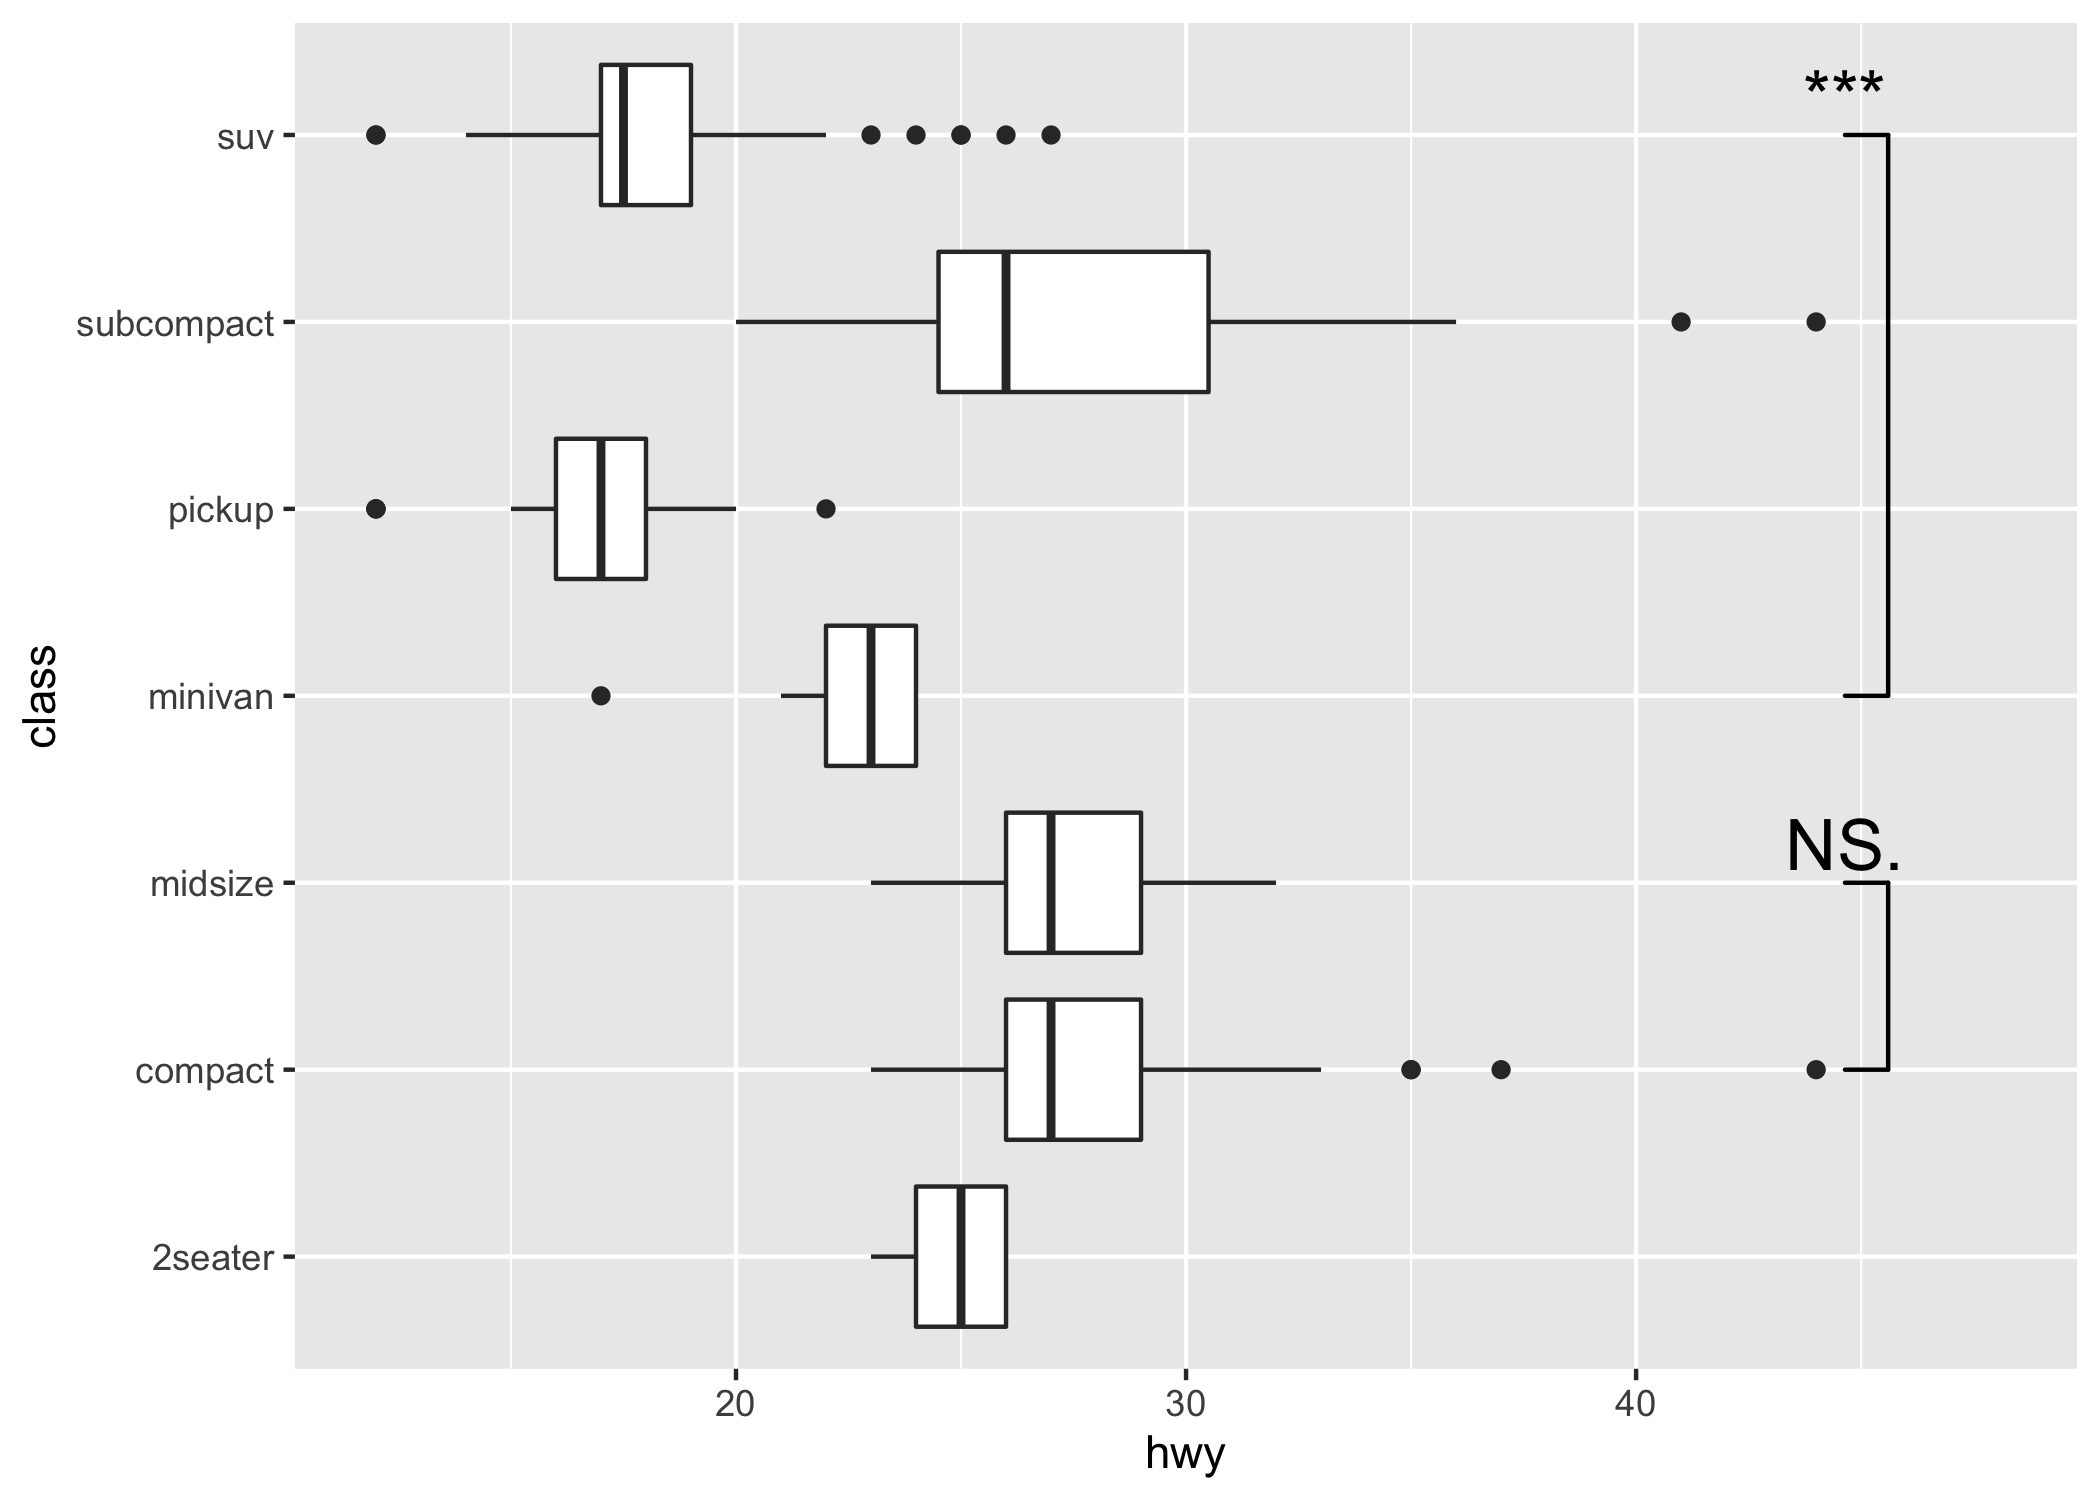 ***
suv
subcompact
pickup
minivan
class
NS.
midsize
compact
2seater
20 30 40
hwy